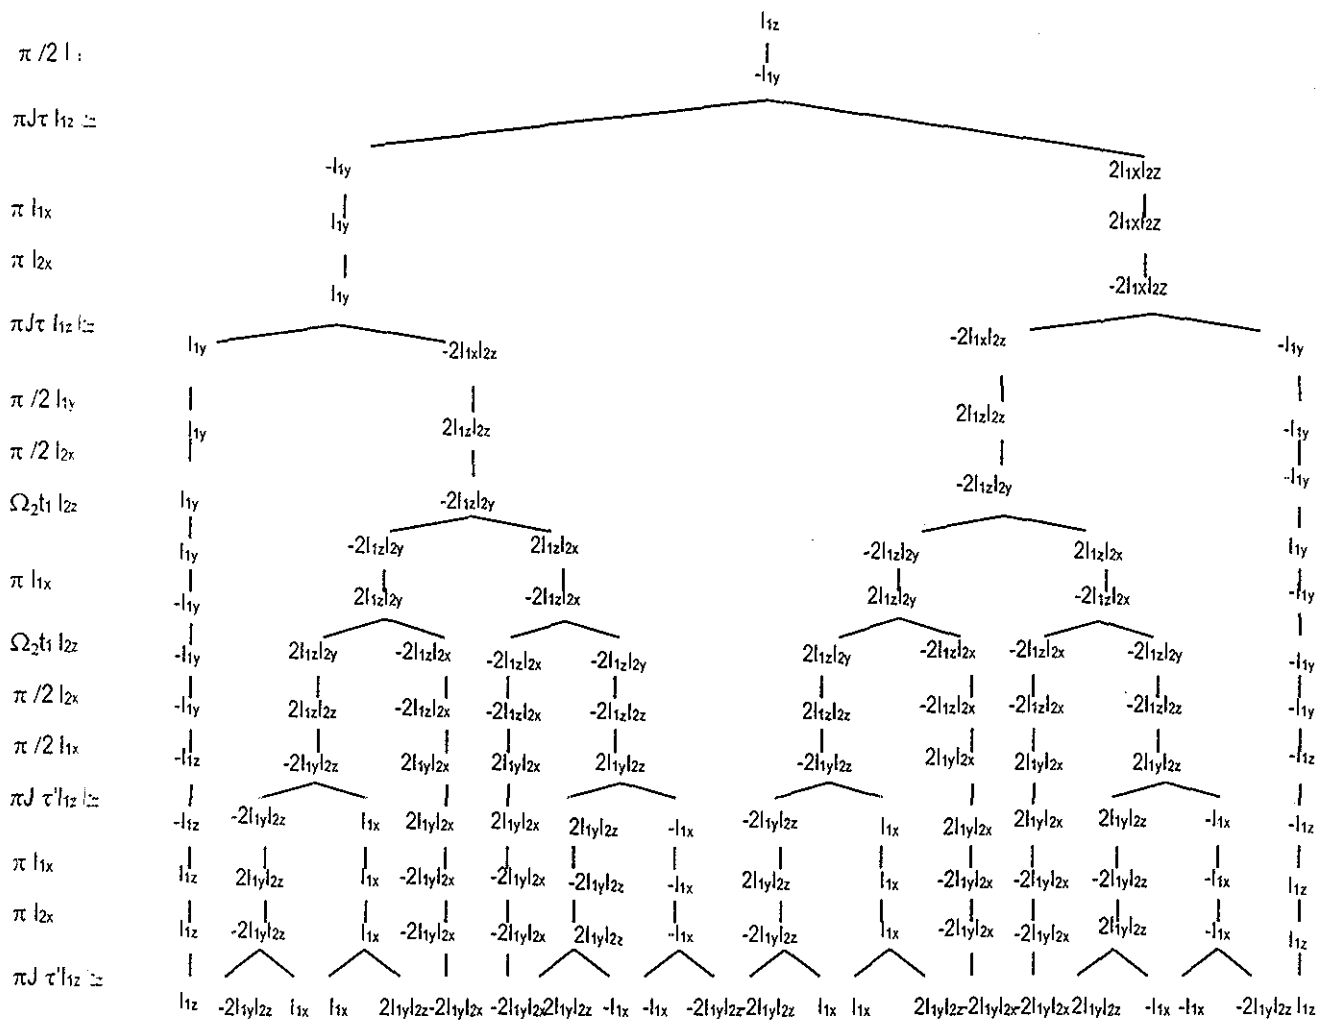 I1z
π /2 I
-I1y
πJτ I1z
-I1y 2I1xI2z
π I1x
I1y 2I1xI2z
π I2x
I1y -2I1xI2z
πJτ I1z
I1y -2I1xI2z -2I1xI2z -I1y
π /2 I1y
I1y 2I1zI2z 2I1zI2z -I1y
π /2 I2x
I1y -2I1zI2y -2I1zI2y -I1y
Ω2t1 I2z
I1y -2I1zI2y 2I1zI2x -2I1zI2y 2I1zI2x I1y
π I1x
-I1y 2I1zI2y -2I1zI2x 2I1zI2y -2I1zI2x -I1y
Ω2t1 I2z
-I1y 2I1zI2y -2I1zI2x -2I1zI2x -2I1zI2y 2I1zI2y -2I1zI2x -2I1zI2x -2I1zI2y -I1y
π /2 I2x
-I1y 2I1zI2z -2I1zI2x -2I1zI2x -2I1zI2z 2I1zI2z -2I1zI2x -2I1zI2x -2I1zI2z -I1y
π /2 I1x
-I1z -2I1yI2z 2I1yI2x 2I1yI2x 2I1yI2z -2I1yI2z 2I1yI2x 2I1yI2x 2I1yI2z -I1z
πJ τ'I1z
-I1z -2I1yI2z I1x 2I1yI2x 2I1yI2x 2I1yI2z -I1x -2I1yI2z I1x 2I1yI2x 2I1yI2x 2I1yI2z -I1x -I1z
π I1x
I1z 2I1yI2z I1x -2I1yI2x -2I1yI2x -2I1yI2z -I1x 2I1yI2z I1x -2I1yI2x -2I1yI2x -2I1yI2z -I1x I1z
π I2x
I1z -2I1yI2z I1x -2I1yI2x -2I1yI2x 2I1yI2z -I1x -2I1yI2z I1x -2I1yI2x -2I1yI2x 2I1yI2z -I1x I1z
πJ τ'I1z
I1z -2I1yI2z I1x I1x 2I1yI2z -2I1yI2x -2I1yI2x 2I1yI2z -I1x -I1x -2I1yI2z -2I1yI2z I1x I1x 2I1yI2z -2I1yI2x -2I1yI2x 2I1yI2z -I1x -I1x -2I1yI2z I1z